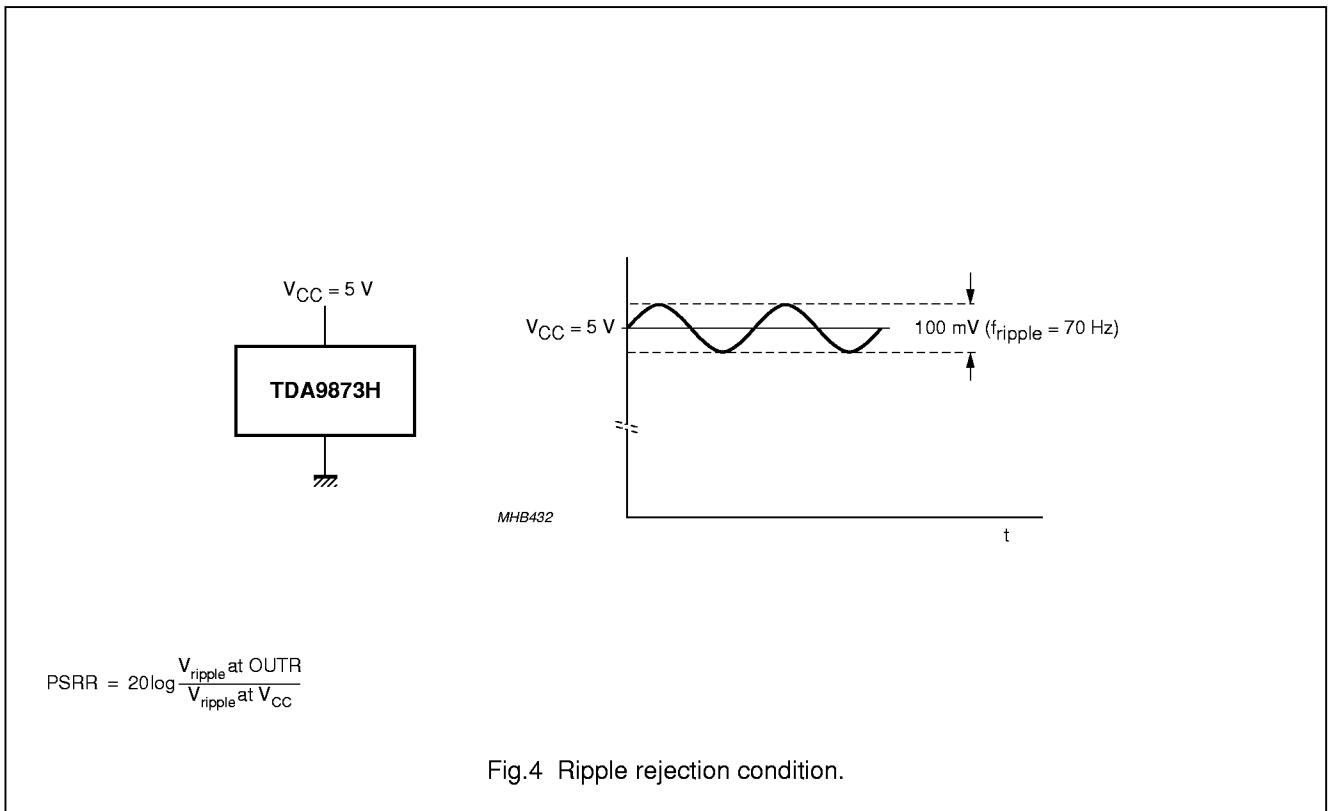 V_CC = 5 V
TDA9873H
V_CC = 5 V
100 mV (f_ripple = 70 Hz)
MHB432
t
PSRR = 20log V_ripple at OUTR / V_ripple at V_CC
Fig.4 Ripple rejection condition.